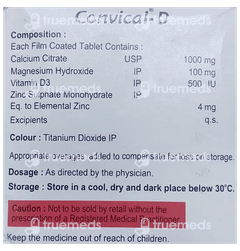 Convical-D
Composition :
Each Film Coated Tablet Contains :
Calcium Citrate USP 1000 mg
Magnesium Hydroxide IP 100 mg
Vitamin D3 IP 500 IU
Zinc Sulphate Monohydrate IP
Eq. to Elemental Zinc 4 mg
Excipients q.s.
Colour : Titanium Dioxide IP
Appropriate overages added to compensate for loss on storage.
Dosage : As directed by the physician.
Storage : Store in a cool, dry and dark place below 30°C.
Caution : Not to be sold by retail without the
prescription of a Registered Medical Practitioner.
Keep the medicine out of reach of children.
truemeds